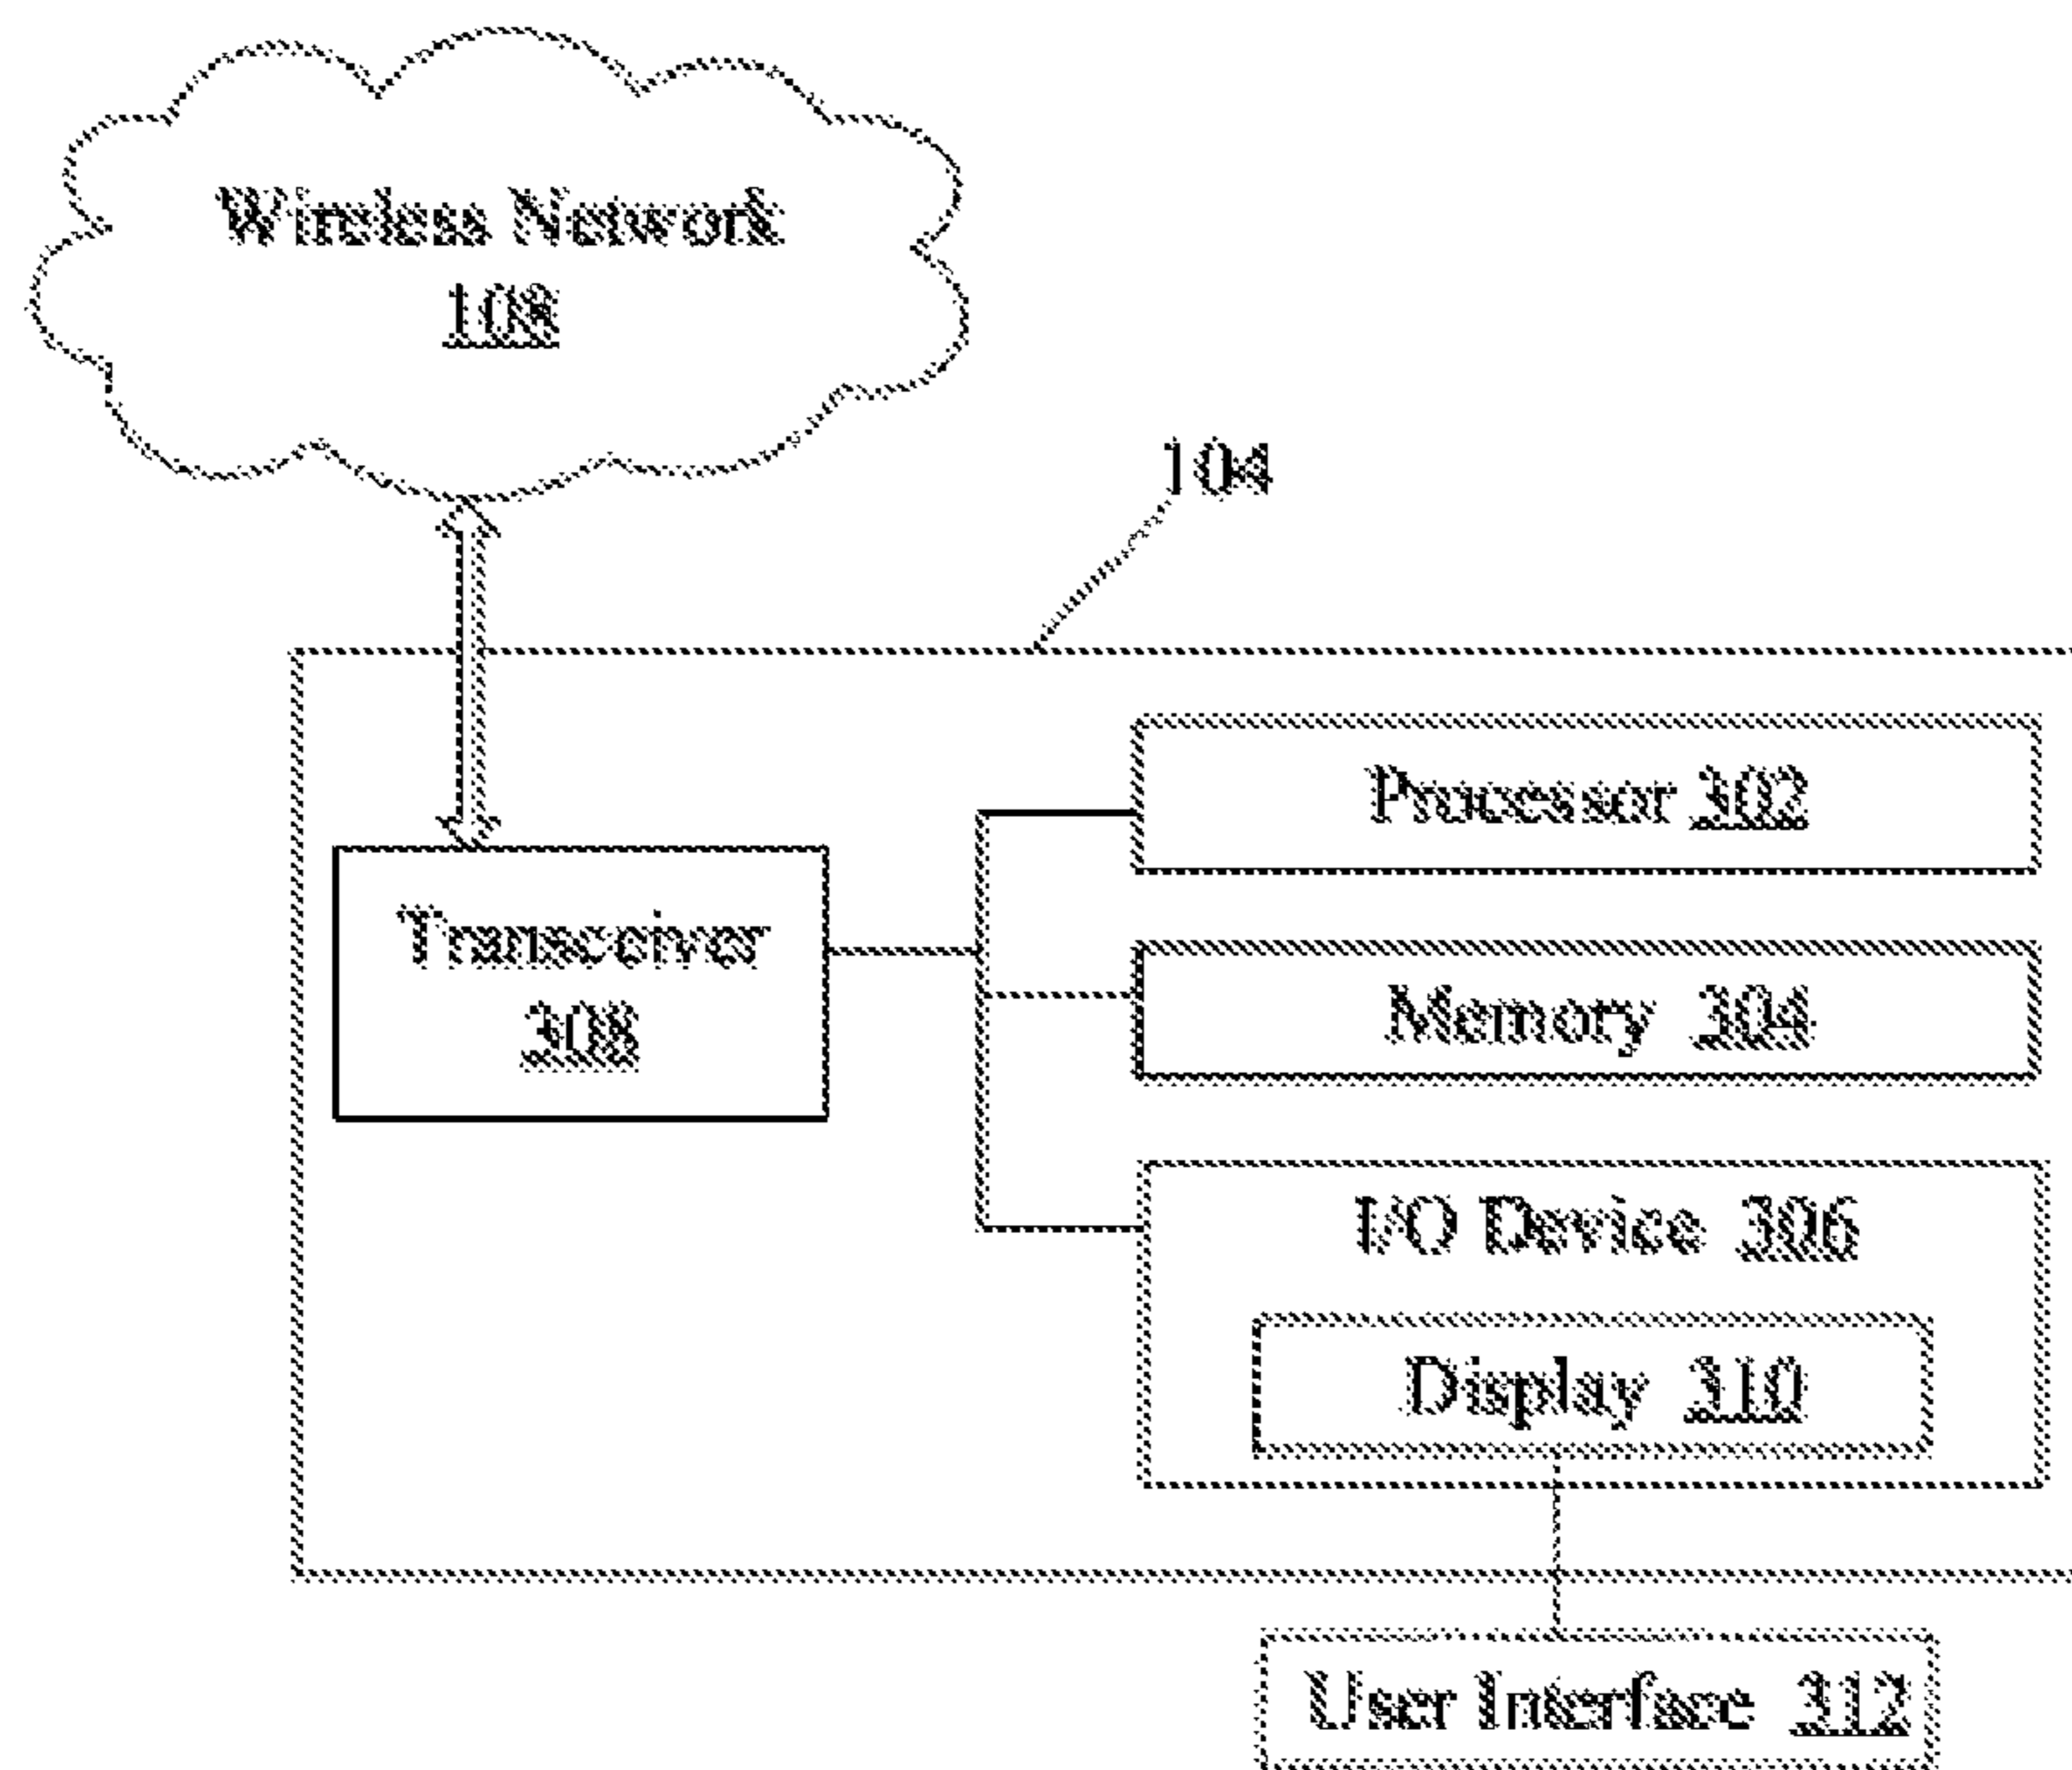 Wireless Network
108
104
Processor 302
Transceiver
308
Memory 304
I/O Device 306
Display 310
User Interface 312